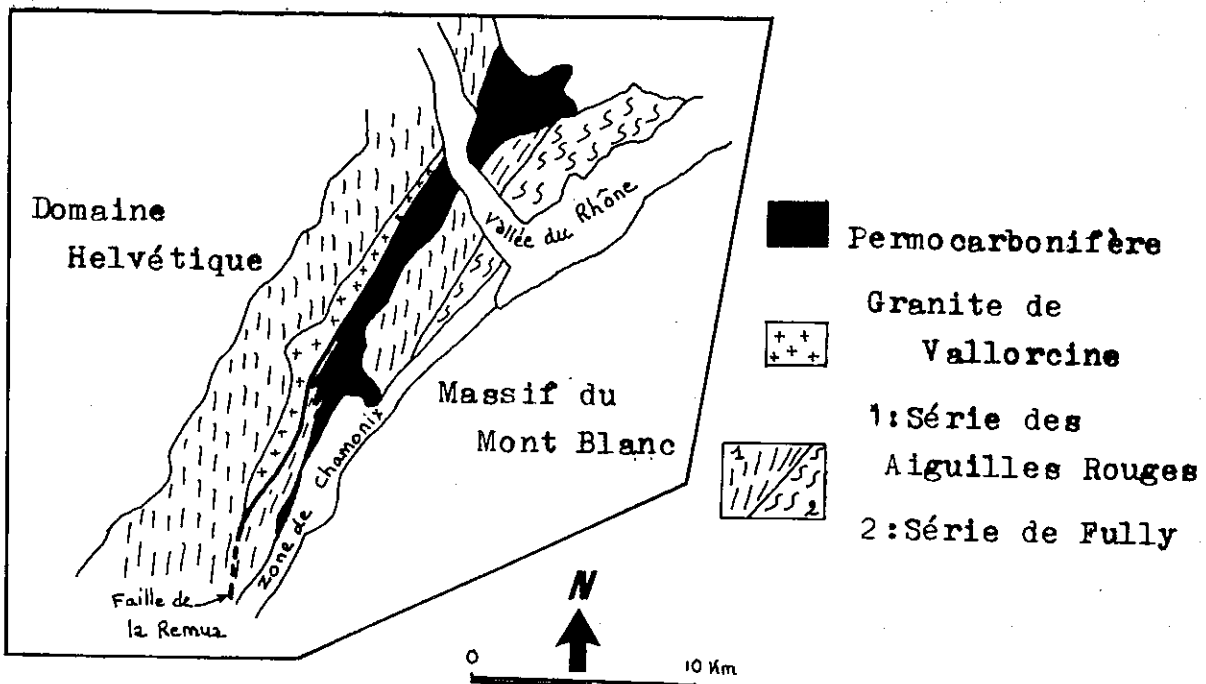 Domaine
Helvétique
Vallée du Rhône
Massif du
Mont Blanc
zone de Chamonix
Faille de
la Remua
Permocarbonifère
Granite de
Vallorcine
1:Série des
Aiguilles Rouges
2:Série de Fully
1
2
N
0
10 Km